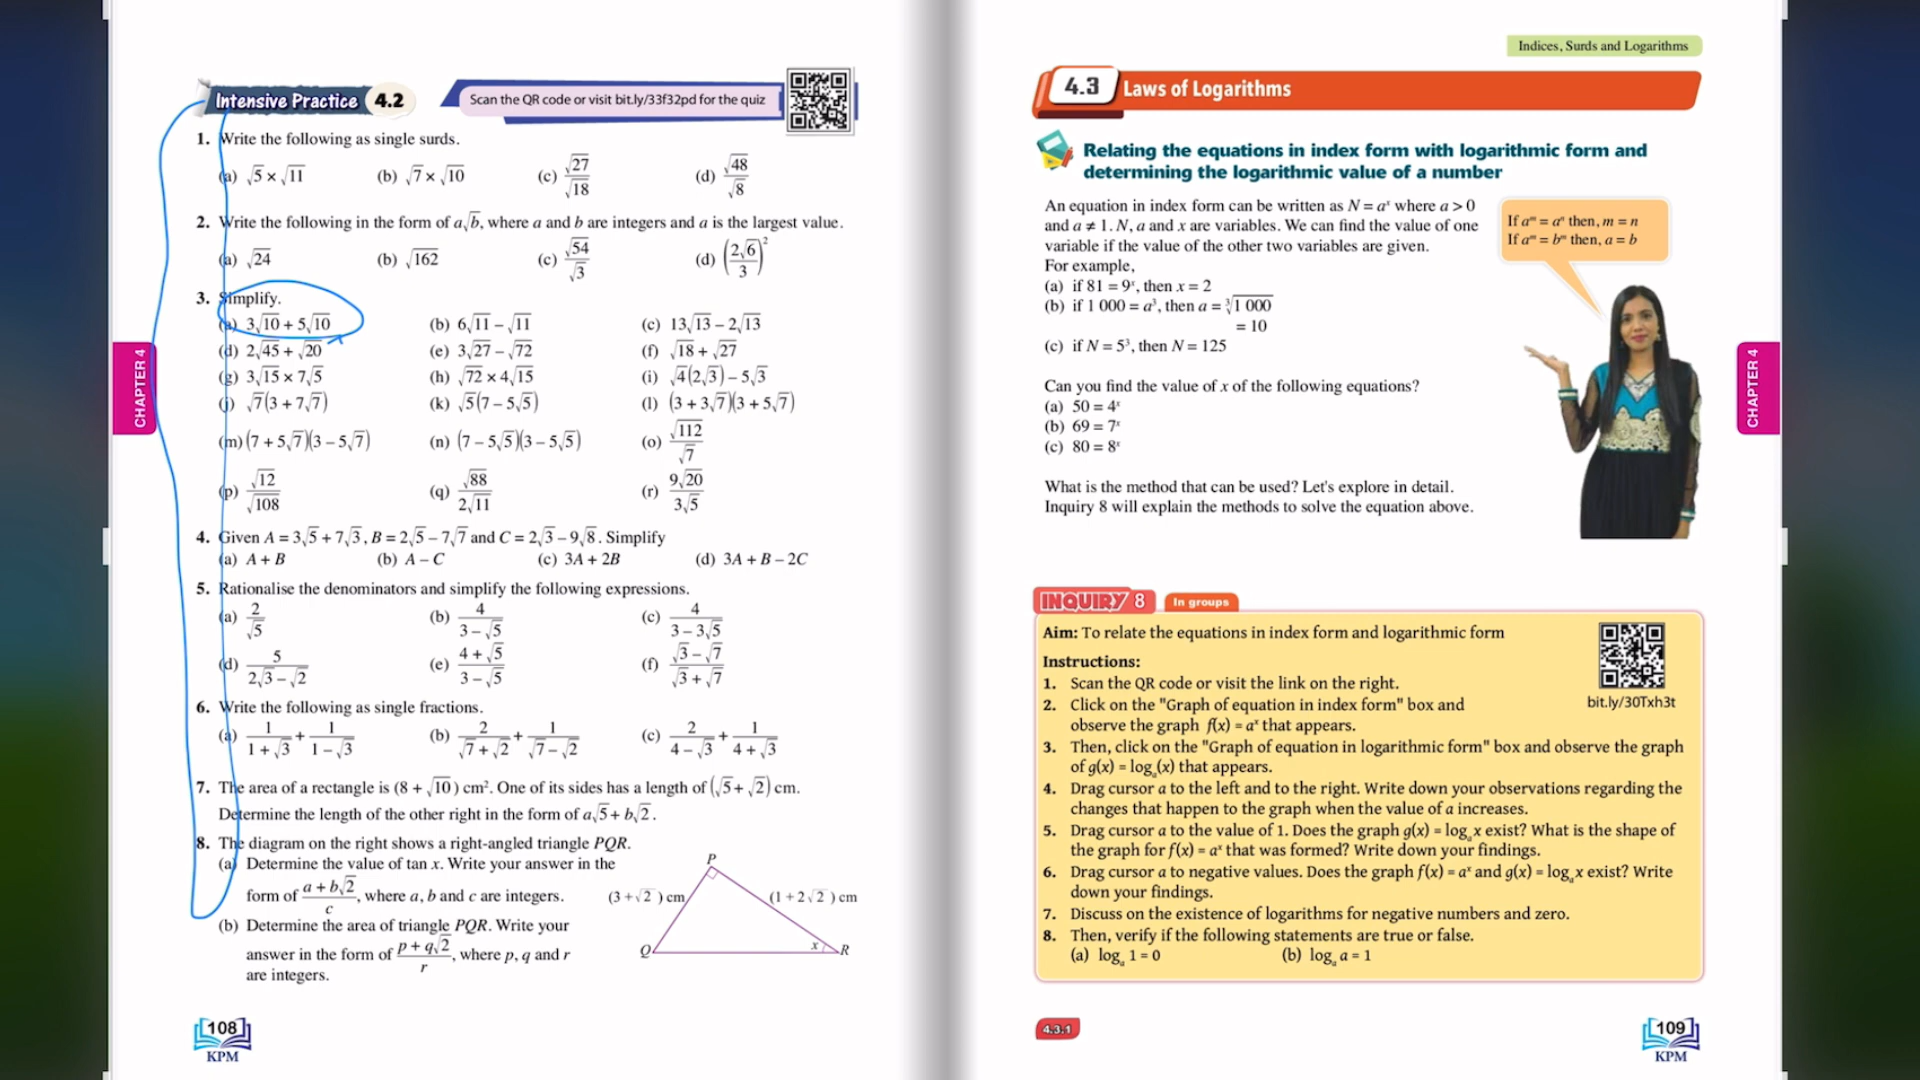 Intensive Practice 4.2
Scan the QR code or visit bit.ly/33f32pd for the quiz
1. Write the following as single surds.
(a) √5 × √11 (b) √7 × √10 (c) √27/√18 (d) √48/√8
2. Write the following in the form of a√b, where a and b are integers and a is the largest value.
(a) √24 (b) √162 (c) √54/√3 (d) (2√6/3)²
3. Simplify.
(a) 3√10 + 5√10 (b) 6√11 – √11 (c) 13√13 – 2√13
(d) 2√45 + √20 (e) 3√27 – √72 (f) √18 + √27
(g) 3√15 × 7√5 (h) √72 × 4√15 (i) √4(2√3) – 5√3
(j) √7(3 + 7√7) (k) √5(7 – 5√5) (l) (3 + 3√7)(3 + 5√7)
(m) (7 + 5√7)(3 – 5√7) (n) (7 – 5√5)(3 – 5√5) (o) √112/√7
(p) √12/√108 (q) √88/2√11 (r) 9√20/3√5
4. Given A = 3√5 + 7√3, B = 2√5 – 7√7 and C = 2√3 – 9√8. Simplify
(a) A + B (b) A – C (c) 3A + 2B (d) 3A + B – 2C
5. Rationalise the denominators and simplify the following expressions.
(a) 2/√5 (b) 4/(3 – √5) (c) 4/(3 – 3√5)
(d) 5/(2√3 – √2) (e) (4 + √5)/(3 – √5) (f) (√3 – √7)/(√3 + √7)
6. Write the following as single fractions.
(a) 1/(1 + √3) + 1/(1 – √3) (b) 2/(√7 + √2) + 1/(√7 – √2) (c) 2/(4 – √3) + 1/(4 + √3)
7. The area of a rectangle is (8 + √10) cm². One of its sides has a length of (√5 + √2) cm.
Determine the length of the other right in the form of a√5 + b√2.
8. The diagram on the right shows a right-angled triangle PQR.
(a) Determine the value of tan x. Write your answer in the
form of (a + b√2)/c, where a, b and c are integers.
(b) Determine the area of triangle PQR. Write your
answer in the form of (p + q√2)/r, where p, q and r
are integers.
P
(3 + √2) cm (1 + 2√2) cm
Q x R
CHAPTER 4
108
KPM
Indices, Surds and Logarithms
4.3 Laws of Logarithms
Relating the equations in index form with logarithmic form and
determining the logarithmic value of a number
An equation in index form can be written as N = aˣ where a > 0
and a ≠ 1. N, a and x are variables. We can find the value of one
variable if the value of the other two variables are given.
For example,
(a) if 81 = 9ˣ, then x = 2
(b) if 1 000 = a³, then a = ³√1 000
= 10
(c) if N = 5³, then N = 125
If aᵐ = aⁿ then, m = n
If aᵐ = bᵐ then, a = b
Can you find the value of x of the following equations?
(a) 50 = 4ˣ
(b) 69 = 7ˣ
(c) 80 = 8ˣ
What is the method that can be used? Let's explore in detail.
Inquiry 8 will explain the methods to solve the equation above.
CHAPTER 4
INQUIRY 8 In groups
Aim: To relate the equations in index form and logarithmic form
Instructions:
1. Scan the QR code or visit the link on the right.
2. Click on the "Graph of equation in index form" box and
observe the graph f(x) = aˣ that appears.
bit.ly/30Txh3t
3. Then, click on the "Graph of equation in logarithmic form" box and observe the graph
of g(x) = logₐ(x) that appears.
4. Drag cursor a to the left and to the right. Write down your observations regarding the
changes that happen to the graph when the value of a increases.
5. Drag cursor a to the value of 1. Does the graph g(x) = logₐ x exist? What is the shape of
the graph for f(x) = aˣ that was formed? Write down your findings.
6. Drag cursor a to negative values. Does the graph f(x) = aˣ and g(x) = logₐ x exist? Write
down your findings.
7. Discuss on the existence of logarithms for negative numbers and zero.
8. Then, verify if the following statements are true or false.
(a) logₐ 1 = 0 (b) logₐ a = 1
4.3.1
109
KPM